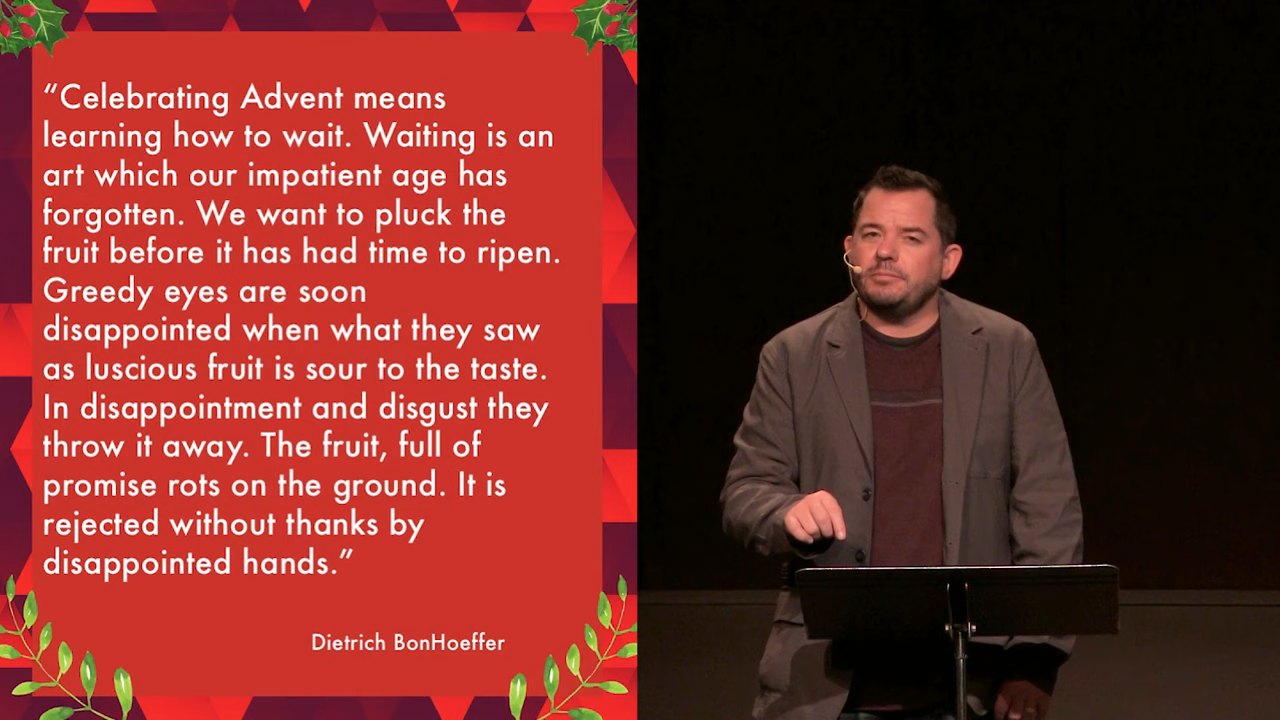 “Celebrating Advent means
learning how to wait. Waiting is an
art which our impatient age has
forgotten. We want to pluck the
fruit before it has had time to ripen.
Greedy eyes are soon
disappointed when what they saw
as luscious fruit is sour to the taste.
In disappointment and disgust they
throw it away. The fruit, full of
promise rots on the ground. It is
rejected without thanks by
disappointed hands.”
Dietrich BonHoeffer